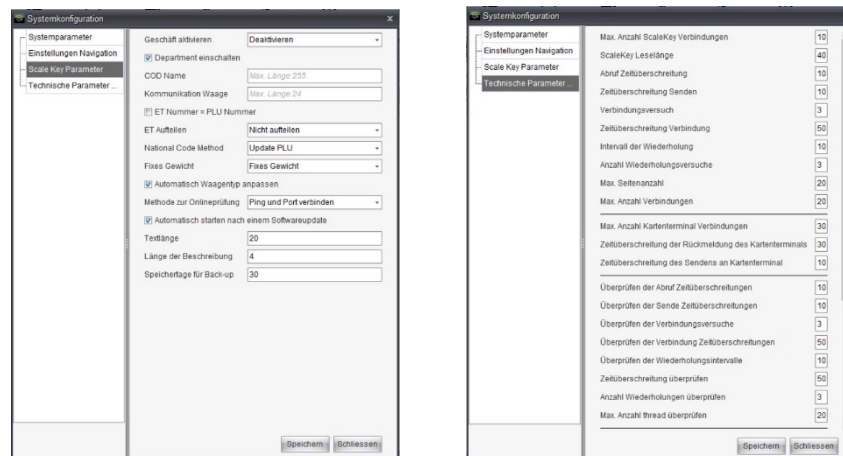 Systemkonfiguration
x
Systemparameter
Einstellungen Navigation
Scale Key Parameter
Technische Parameter ...
Geschäft aktivieren Deaktivieren
Department einschalten
COD Name Max. Länge:255
Kommunikation Waage Max. Länge:24
ET Nummer = PLU Nummer
ET Aufteilen Nicht aufteilen
National Code Method Update PLU
Fixes Gewicht Fixes Gewicht
Automatisch Waagentyp anpassen
Methode zur Onlineprüfung Ping und Port verbinden
Automatisch starten nach einem Softwareupdate
Textlänge 20
Länge der Beschreibung 4
Speichertage für Back-up 30
Speichern Schliessen
Systemkonfiguration
Systemparameter
Einstellungen Navigation
Scale Key Parameter
Technische Parameter ...
Max. Anzahl ScaleKey Verbindungen 10
ScaleKey Leselänge 40
Abruf Zeitüberschreitung 10
Zeitüberschreitung Senden 10
Verbindungsversuch 3
Zeitüberschreitung Verbindung 50
Intervall der Wiederholung 10
Anzahl Wiederholungsversuche 3
Max. Seitenanzahl 20
Max. Anzahl Verbindungen 20
Max. Anzahl Kartenterminal Verbindungen 30
Zeitüberschreitung der Rückmeldung des Kartenterminals 30
Zeitüberschreitung des Sendens an Kartenterminal 10
Überprüfen der Abruf Zeitüberschreitungen 10
Überprüfen der Sende Zeitüberschreitungen 10
Überprüfen der Verbindungsversuche 3
Überprüfen der Verbindung Zeitüberschreitungen 50
Überprüfen der Wiederholungsintervalle 10
Zeitüberschreitung überprüfen 50
Anzahl Wiederholungen überprüfen 3
Max. Anzahl thread überprüfen 20
Speichern Schliessen